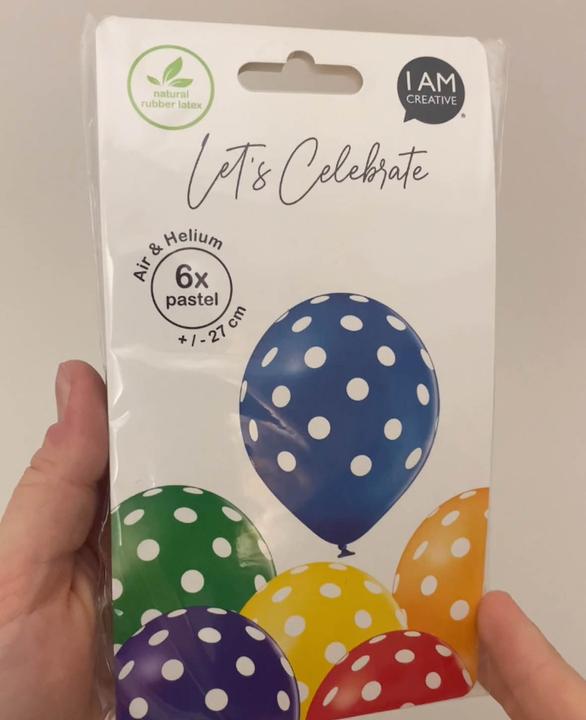 natural
rubber latex
I AM
CREATIVE
Let's Celebrate
Air & Helium
6x
pastel
+/- 27 cm